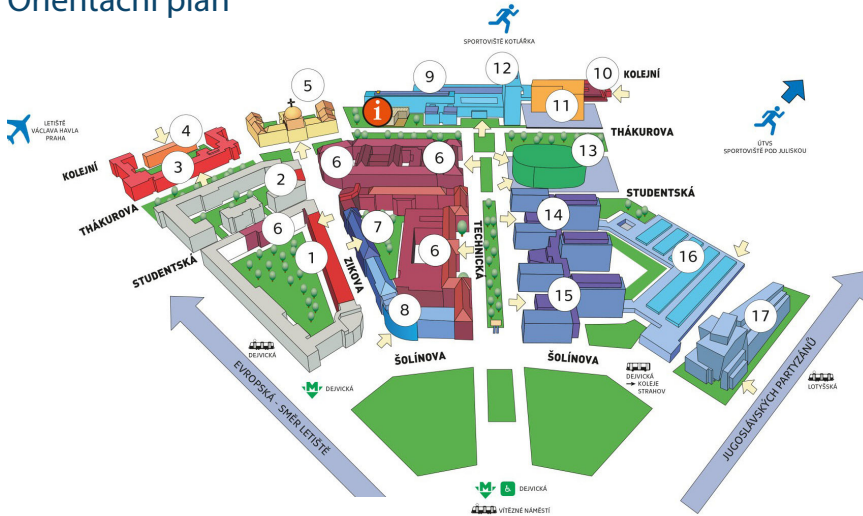 Orientační plán
SPORTOVIŠTĚ KOTLÁŘKA
LETIŠTĚ
VÁCLAVA HAVLA
PRAHA
5
9
12
10
KOLEJNÍ
i
11
THÁKUROVA
ÚTVS
SPORTOVIŠTĚ POD JULISKOU
4
3
KOLEJNÍ
6
6
13
2
STUDENTSKÁ
THÁKUROVA
6
7
TECHNICKÁ
14
STUDENTSKÁ
1
ZIKOVA
6
16
8
15
17
ŠOLÍNOVA
ŠOLÍNOVA
DEJVICKÁ
DEJVICKÁ
DEJVICKÁ
→ KOLEJE
STRAHOV
LOTYŠSKÁ
EVROPSKÁ - SMĚR LETIŠTĚ
JUGOSLÁVSKÝCH PARTYZÁNŮ
M DEJVICKÁ
VÍTĚZNÉ NÁMĚSTÍ